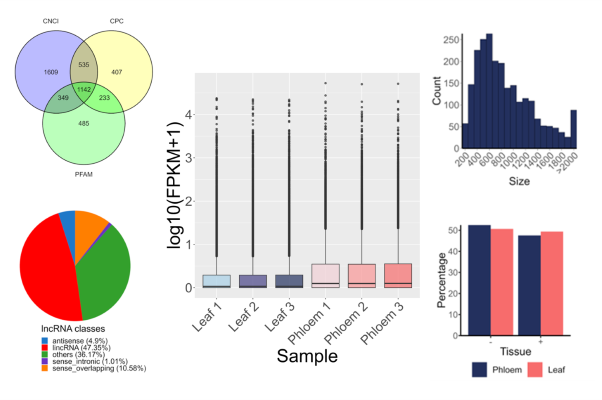 CNCI
CPC
1609
535
407
1142
349
233
485
PFAM
lncRNA classes
antisense (4.9%)
lincRNA (47.35%)
others (36.17%)
sense_intronic (1.01%)
sense_overlapping (10.58%)
log10(FPKM+1)
4
3
2
1
0
Leaf 1
Leaf 2
Leaf 3
Phloem 1
Phloem 2
Phloem 3
Sample
Count
250
200
150
100
50
0
200
400
600
800
1000
1200
1400
1600
1800
>2000
Size
Percentage
50
40
30
20
10
0
-
+
Tissue
Phloem
Leaf